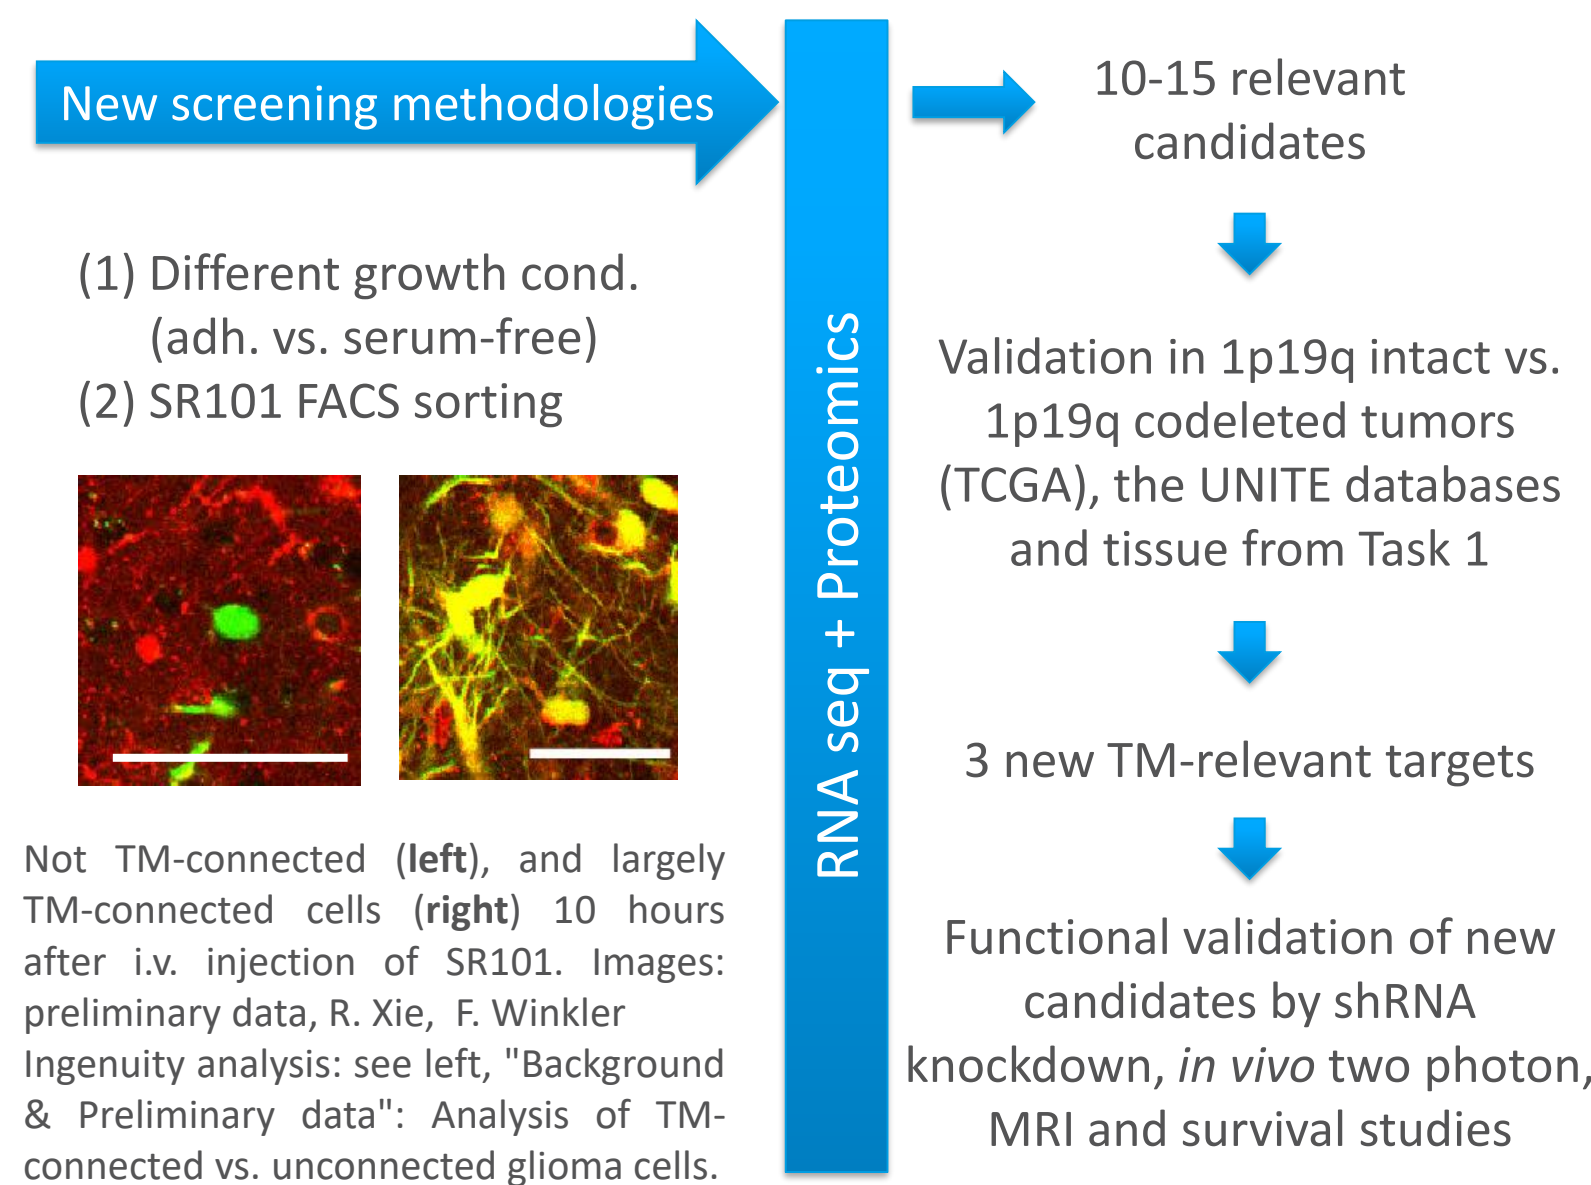 New screening methodologies
(1) Different growth cond.
(adh. vs. serum-free)
(2) SR101 FACS sorting
Not TM-connected (left), and largely
TM-connected cells (right) 10 hours
after i.v. injection of SR101. Images:
preliminary data, R. Xie, F. Winkler
Ingenuity analysis: see left, "Background
& Preliminary data": Analysis of TM-
connected vs. unconnected glioma cells.
RNA seq + Proteomics
10-15 relevant
candidates
Validation in 1p19q intact vs.
1p19q codeleted tumors
(TCGA), the UNITE databases
and tissue from Task 1
3 new TM-relevant targets
Functional validation of new
candidates by shRNA
knockdown, in vivo two photon,
MRI and survival studies